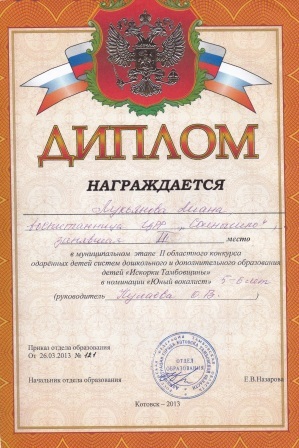 ДИПЛОМ
НАГРАЖДАЕТСЯ
Лукьянова
занявшая II место
в муниципальном этапе II областного конкурса
одарённых детей систем дошкольного и дополнительного образования
детей «Искорки Тамбовщины»
в номинации «Юный вокалист» 5-6 лет
(руководитель О.В.
Приказ отдела образования
От 26.03.2013 № 121
ОТДЕЛ
ОБРАЗОВАНИЯ
Начальник отдела образования Е.В.Назарова
Котовск – 2013